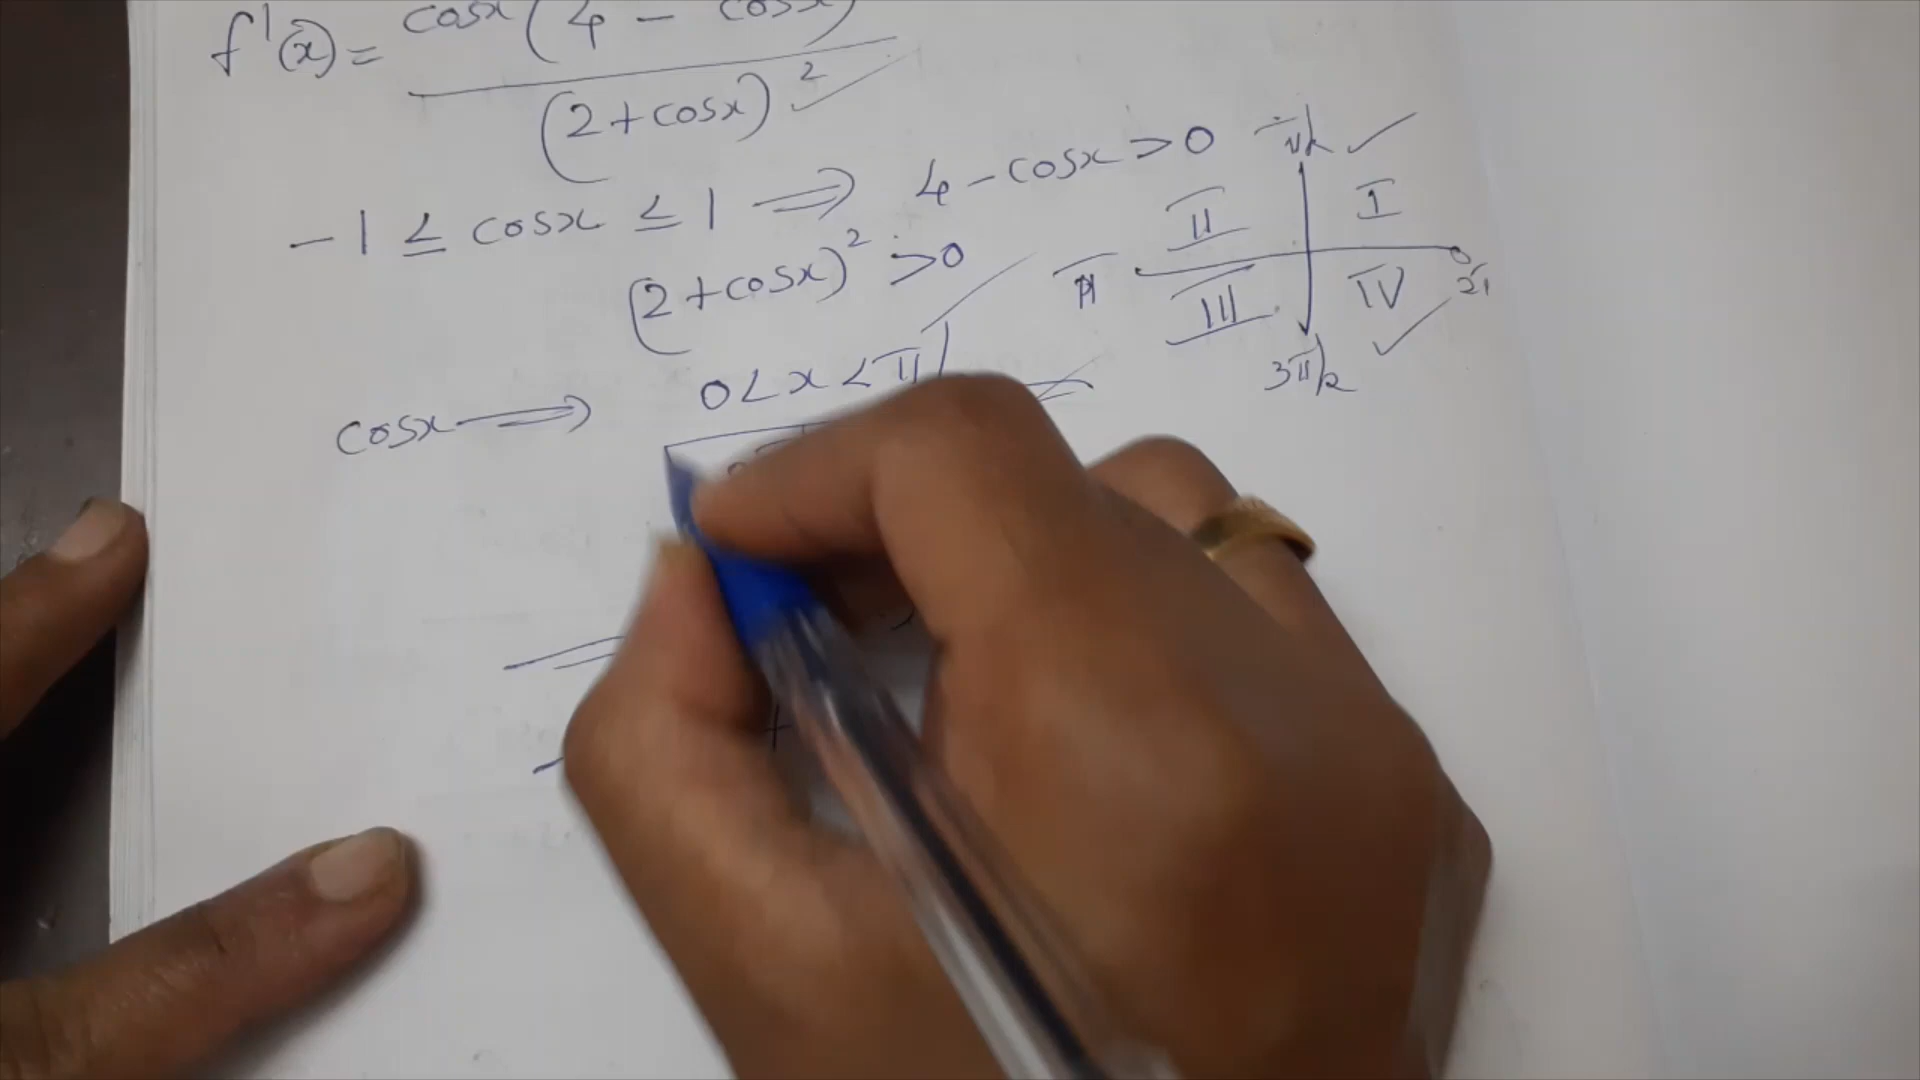 f'(x) = cosx (4 - cosx)
(2+cosx)²
-1 ≤ cosx ≤ 1 ⟹ 4 - cosx > 0
(2+cosx)² > 0
π/2
II I
π III IV
3π/2
cosx ⟹ 0 < x < π/